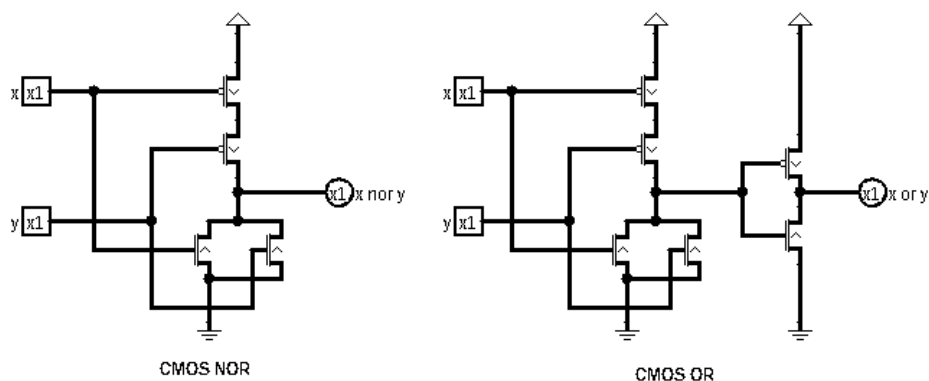 x x1
y x1
x1 x nor y
CMOS NOR
x x1
y x1
x1 x or y
CMOS OR